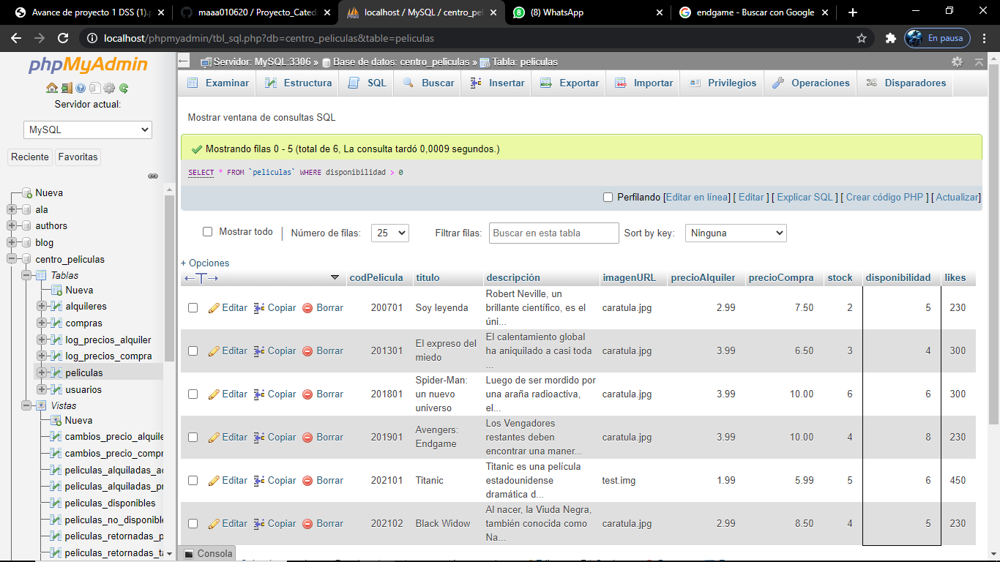 Avance de proyecto 1 DSS (1).p
maaa010620 / Proyecto_Cated
localhost / MySQL / centro_peli
(8) WhatsApp
endgame - Buscar con Google
localhost/phpmyadmin/tbl_sql.php?db=centro_peliculas&table=peliculas
En pausa
phpMyAdmin
Servidor actual:
MySQL
Reciente Favoritas
Nueva
ala
authors
blog
centro_peliculas
Tablas
Nueva
alquileres
compras
log_precios_alquiler
log_precios_compra
peliculas
usuarios
Vistas
Nueva
cambios_precio_alquile
cambios_precio_compr
peliculas_alquiladas_a
peliculas_alquiladas_pr
peliculas_disponibles
peliculas_no_disponible
peliculas_retornadas_p
peliculas_retornadas_ta
Servidor: MySQL:3306 » Base de datos: centro_peliculas » Tabla: peliculas
Examinar Estructura SQL Buscar Insertar Exportar Importar Privilegios Operaciones Disparadores
Mostrar ventana de consultas SQL
Mostrando filas 0 - 5 (total de 6, La consulta tardó 0,0009 segundos.)
SELECT * FROM `peliculas` WHERE disponibilidad > 0
Perfilando [Editar en línea] [ Editar ] [ Explicar SQL ] [ Crear código PHP ] [ Actualizar]
Mostrar todo | Número de filas: 25 Filtrar filas: Buscar en esta tabla Sort by key: Ninguna
+ Opciones
codPelicula título descripción imagenURL precioAlquiler precioCompra stock disponibilidad likes
Robert Neville, un
Editar Copiar Borrar 200701 Soy leyenda brillante científico, es el caratula.jpg 2.99 7.50 2 5 230
úni...
El calentamiento global
El expreso del
Editar Copiar Borrar 201301 ha aniquilado a casi toda caratula.jpg 3.99 6.50 3 4 300
miedo
...
Spider-Man: Luego de ser mordido por
Editar Copiar Borrar 201801 un nuevo una araña radioactiva, caratula.jpg 3.99 10.00 6 6 300
universo el...
Los Vengadores
Avengers:
Editar Copiar Borrar 201901 restantes deben caratula.jpg 3.99 10.00 4 8 230
Endgame
encontrar una maner...
Titanic es una película
Editar Copiar Borrar 202101 Titanic estadounidense test.img 1.99 5.99 5 6 450
dramática d...
Al nacer, la Viuda Negra,
Editar Copiar Borrar 202102 Black Widow también conocida como caratula.jpg 2.99 8.50 4 5 230
Na...
Consola